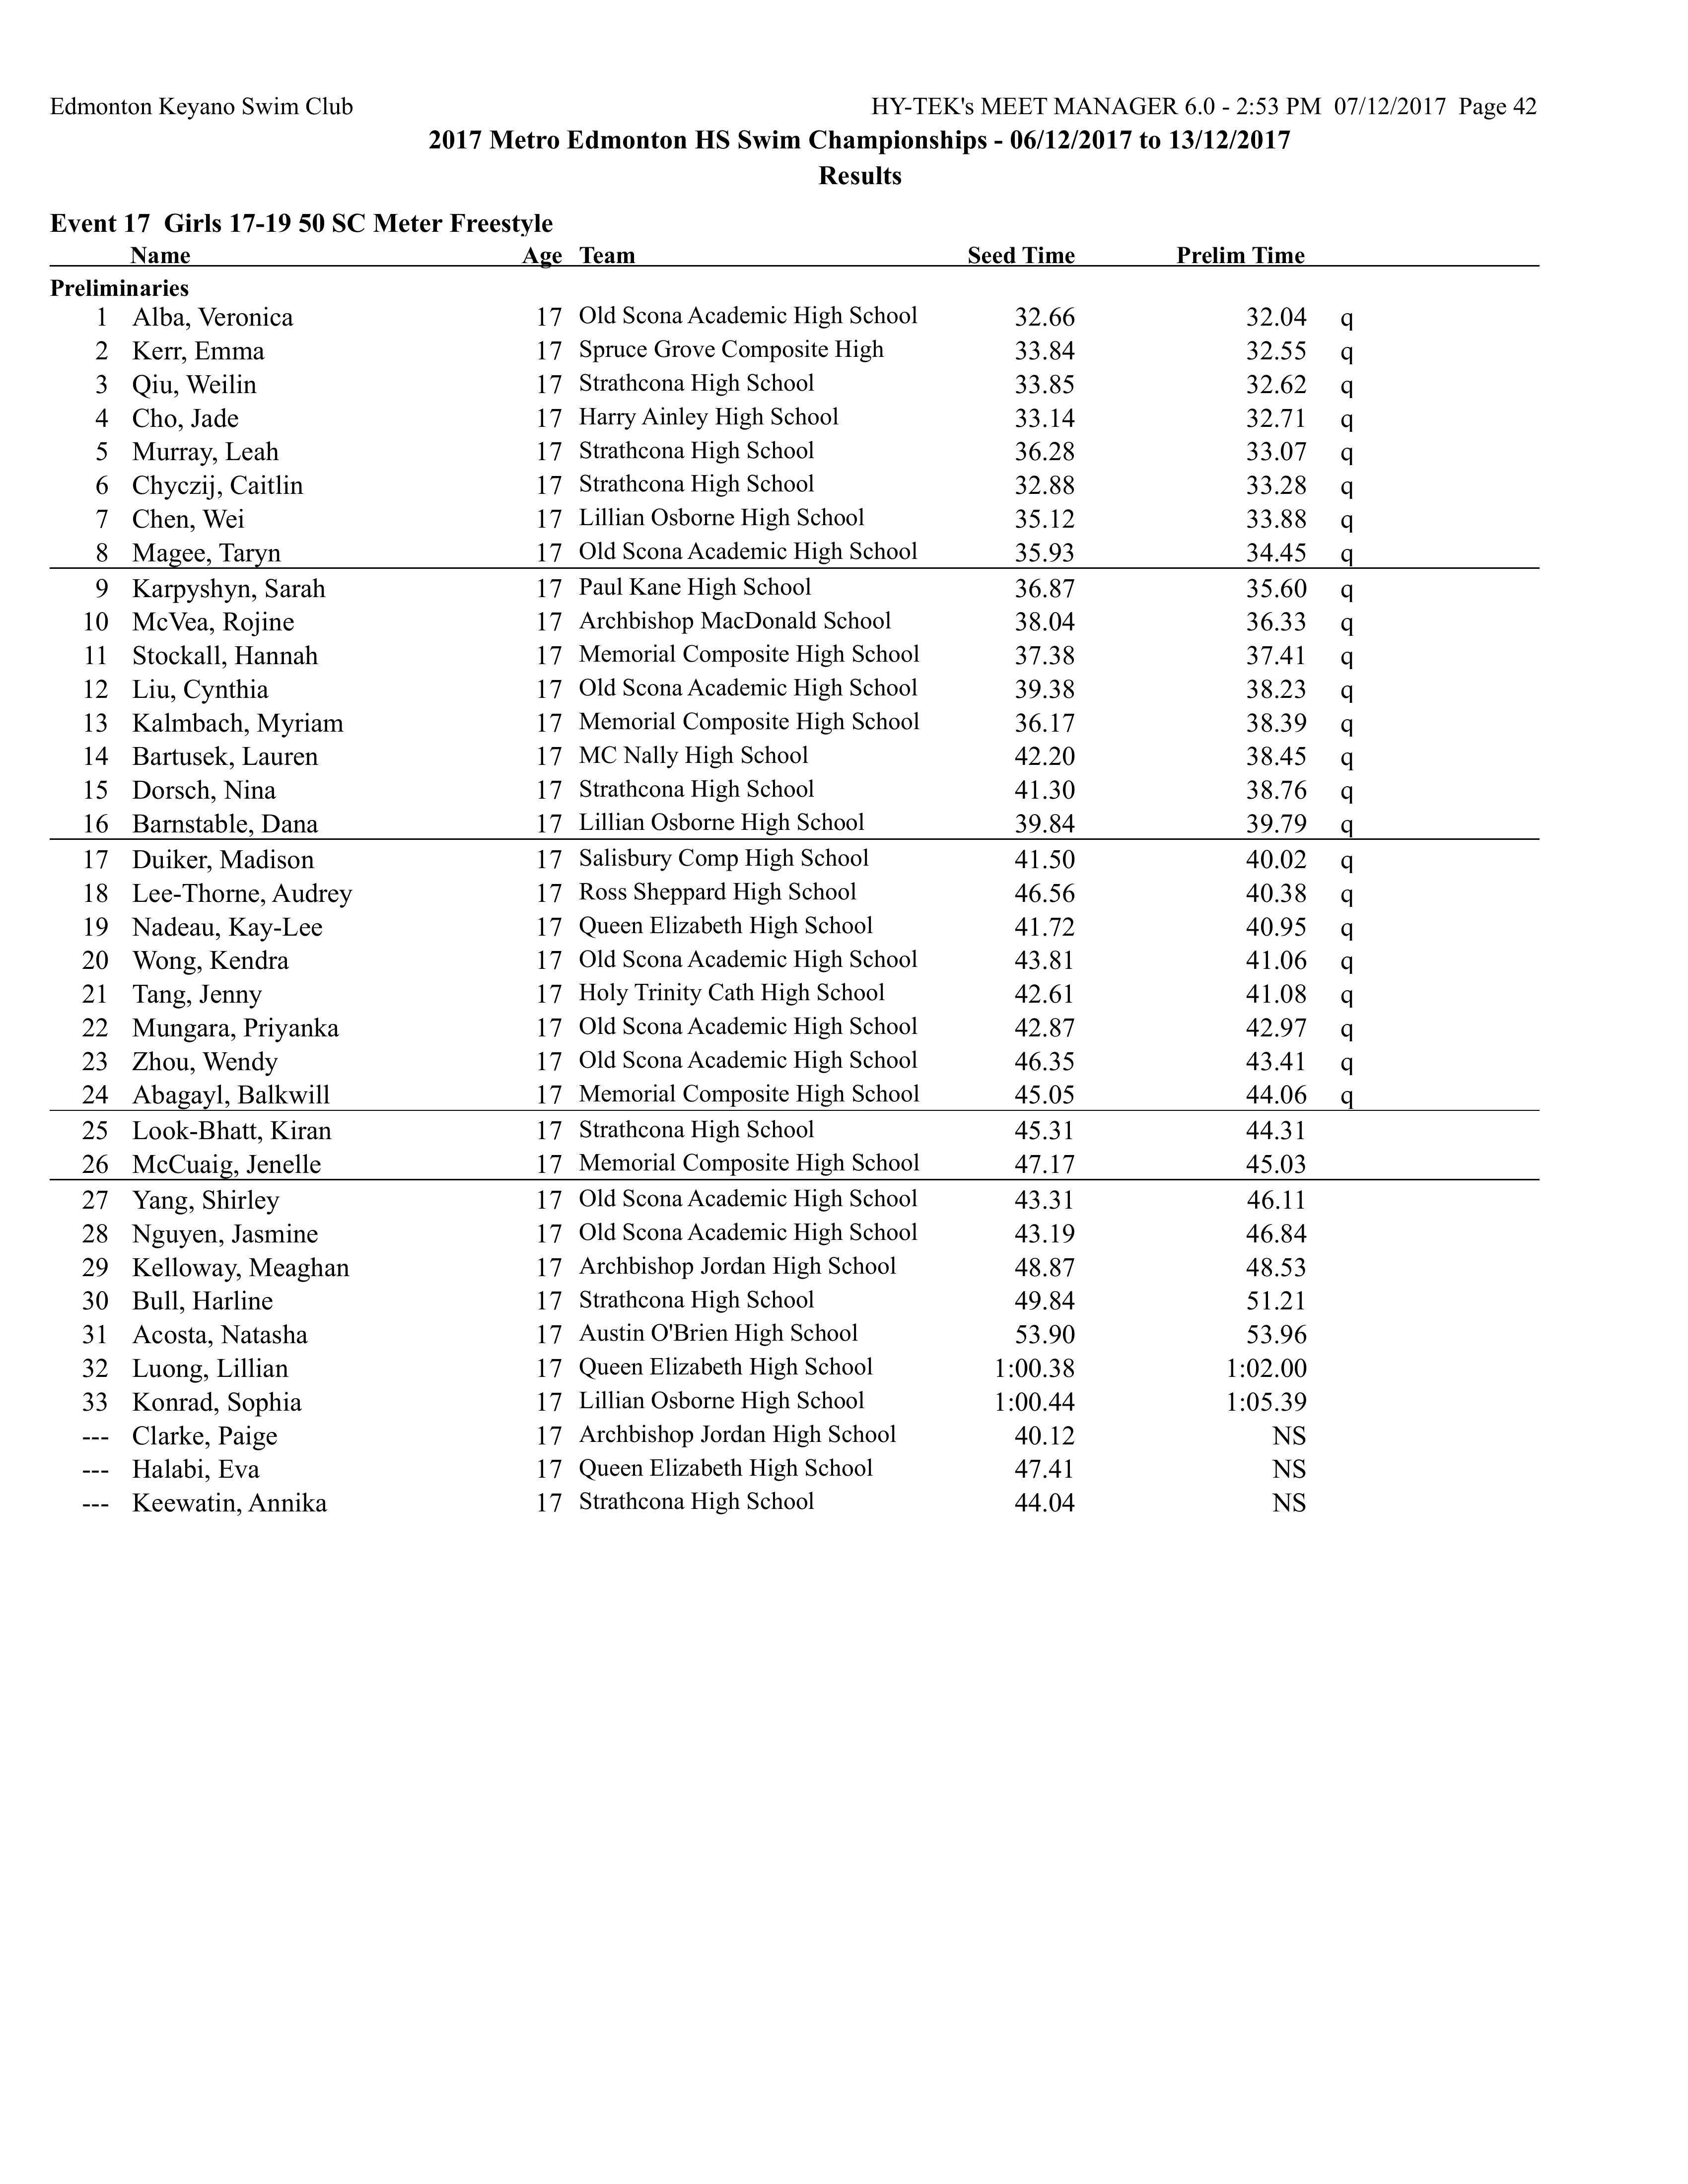 Edmonton Keyano Swim Club HY-TEK's MEET MANAGER 6.0 - 2:53 PM 07/12/2017 Page 42
2017 Metro Edmonton HS Swim Championships - 06/12/2017 to 13/12/2017
Results
Event 17 Girls 17-19 50 SC Meter Freestyle
Name Age Team Seed Time Prelim Time
Preliminaries
1 Alba, Veronica 17 Old Scona Academic High School 32.66 32.04 q
2 Kerr, Emma 17 Spruce Grove Composite High 33.84 32.55 q
3 Qiu, Weilin 17 Strathcona High School 33.85 32.62 q
4 Cho, Jade 17 Harry Ainley High School 33.14 32.71 q
5 Murray, Leah 17 Strathcona High School 36.28 33.07 q
6 Chyczij, Caitlin 17 Strathcona High School 32.88 33.28 q
7 Chen, Wei 17 Lillian Osborne High School 35.12 33.88 q
8 Magee, Taryn 17 Old Scona Academic High School 35.93 34.45 q
9 Karpyshyn, Sarah 17 Paul Kane High School 36.87 35.60 q
10 McVea, Rojine 17 Archbishop MacDonald School 38.04 36.33 q
11 Stockall, Hannah 17 Memorial Composite High School 37.38 37.41 q
12 Liu, Cynthia 17 Old Scona Academic High School 39.38 38.23 q
13 Kalmbach, Myriam 17 Memorial Composite High School 36.17 38.39 q
14 Bartusek, Lauren 17 MC Nally High School 42.20 38.45 q
15 Dorsch, Nina 17 Strathcona High School 41.30 38.76 q
16 Barnstable, Dana 17 Lillian Osborne High School 39.84 39.79 q
17 Duiker, Madison 17 Salisbury Comp High School 41.50 40.02 q
18 Lee-Thorne, Audrey 17 Ross Sheppard High School 46.56 40.38 q
19 Nadeau, Kay-Lee 17 Queen Elizabeth High School 41.72 40.95 q
20 Wong, Kendra 17 Old Scona Academic High School 43.81 41.06 q
21 Tang, Jenny 17 Holy Trinity Cath High School 42.61 41.08 q
22 Mungara, Priyanka 17 Old Scona Academic High School 42.87 42.97 q
23 Zhou, Wendy 17 Old Scona Academic High School 46.35 43.41 q
24 Abagayl, Balkwill 17 Memorial Composite High School 45.05 44.06 q
25 Look-Bhatt, Kiran 17 Strathcona High School 45.31 44.31
26 McCuaig, Jenelle 17 Memorial Composite High School 47.17 45.03
27 Yang, Shirley 17 Old Scona Academic High School 43.31 46.11
28 Nguyen, Jasmine 17 Old Scona Academic High School 43.19 46.84
29 Kelloway, Meaghan 17 Archbishop Jordan High School 48.87 48.53
30 Bull, Harline 17 Strathcona High School 49.84 51.21
31 Acosta, Natasha 17 Austin O'Brien High School 53.90 53.96
32 Luong, Lillian 17 Queen Elizabeth High School 1:00.38 1:02.00
33 Konrad, Sophia 17 Lillian Osborne High School 1:00.44 1:05.39
--- Clarke, Paige 17 Archbishop Jordan High School 40.12 NS
--- Halabi, Eva 17 Queen Elizabeth High School 47.41 NS
--- Keewatin, Annika 17 Strathcona High School 44.04 NS